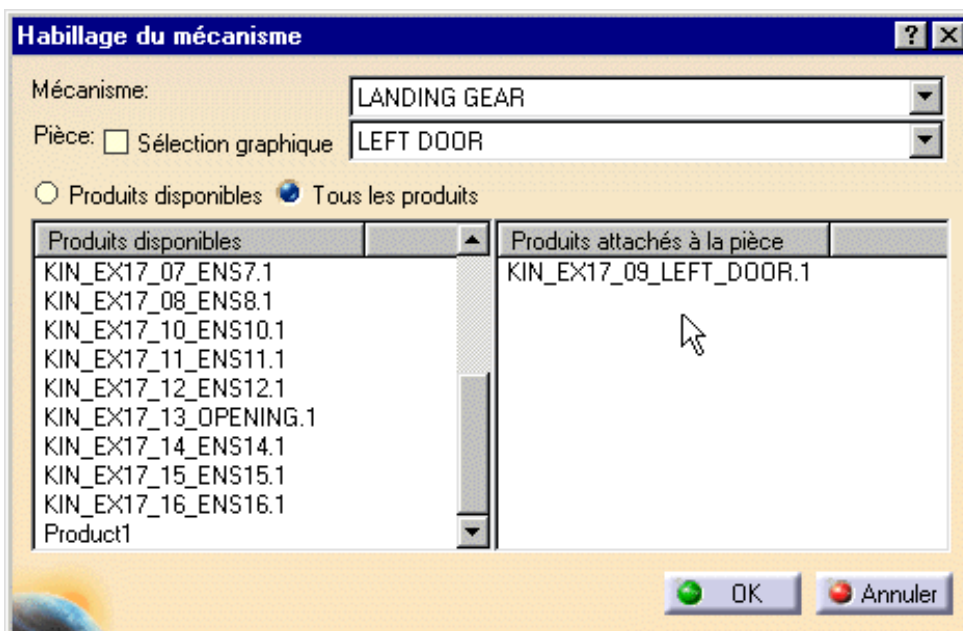 Habillage du mécanisme
Mécanisme: LANDING GEAR
Pièce: Sélection graphique LEFT DOOR
Produits disponibles Tous les produits
Produits disponibles
KIN_EX17_07_ENS7.1
KIN_EX17_08_ENS8.1
KIN_EX17_10_ENS10.1
KIN_EX17_11_ENS11.1
KIN_EX17_12_ENS12.1
KIN_EX17_13_OPENING.1
KIN_EX17_14_ENS14.1
KIN_EX17_15_ENS15.1
KIN_EX17_16_ENS16.1
Product1
Produits attachés à la pièce
KIN_EX17_09_LEFT_DOOR.1
OK Annuler